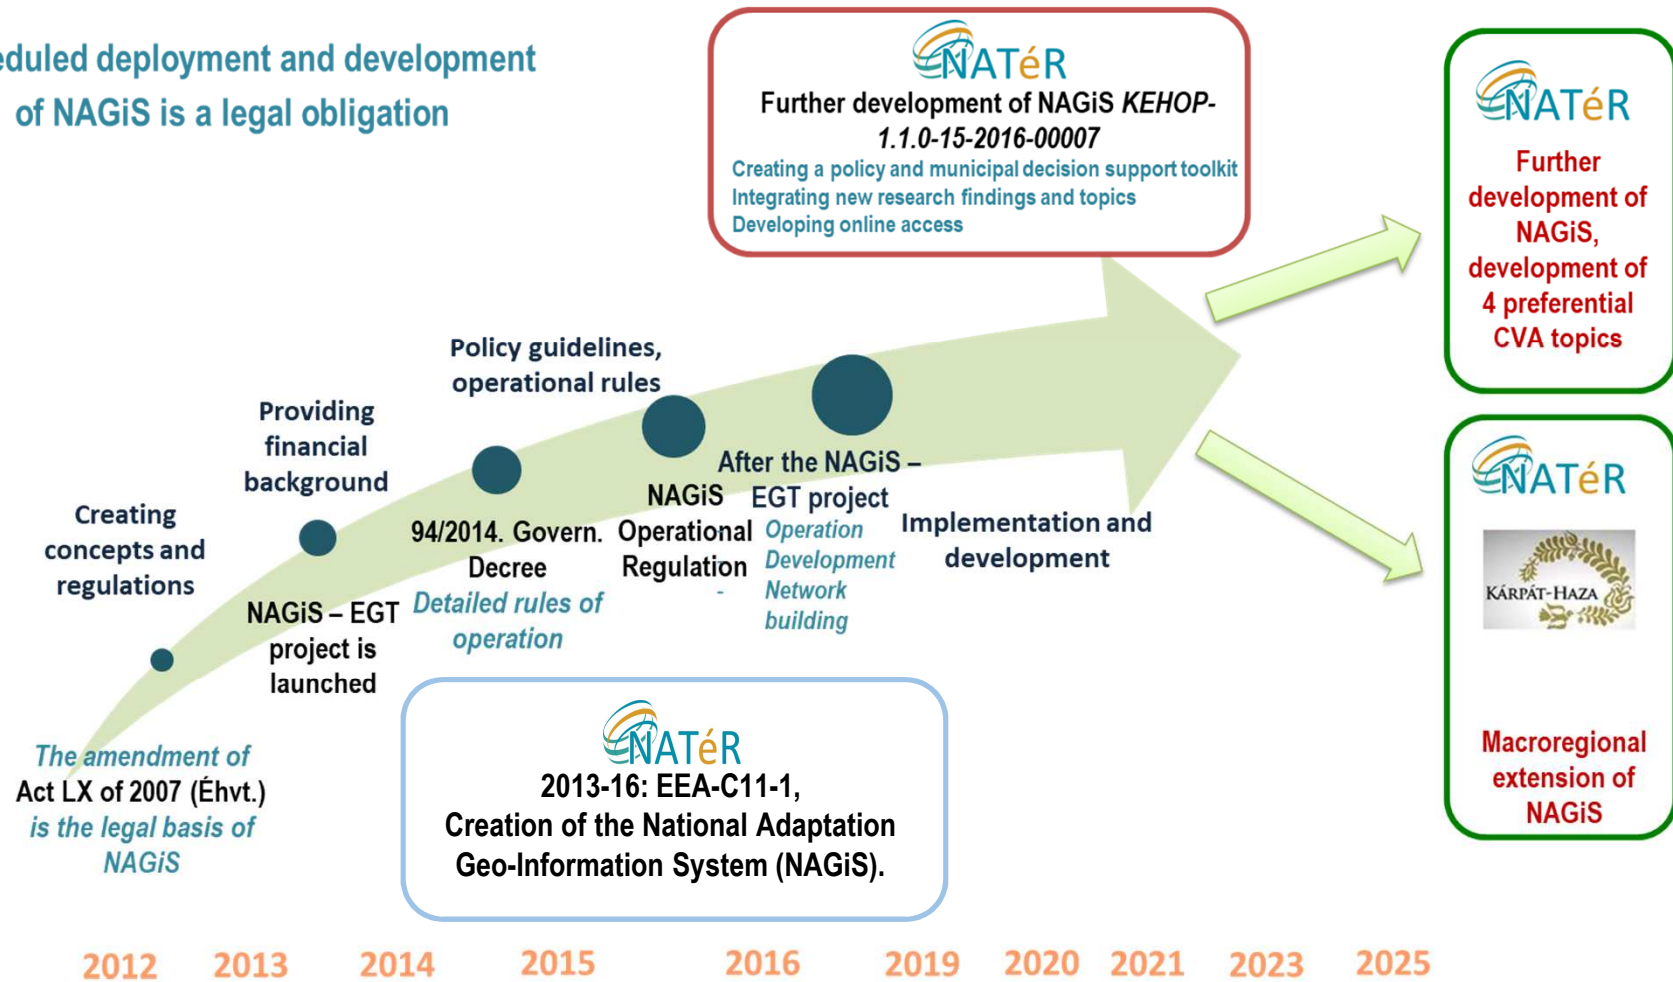 eduled deployment and development
of NAGiS is a legal obligation
NATéR
Further development of NAGiS KEHOP-
1.1.0-15-2016-00007
Creating a policy and municipal decision support toolkit
Integrating new research findings and topics
Developing online access
NATéR
Further
development of
NAGiS,
development of
4 preferential
CVA topics
Policy guidelines,
operational rules
Providing
financial
background
Creating
concepts and
regulations
After the NAGiS –
EGT project
- Operation
- Development
- Network
building
NAGiS
Operational
Regulation
94/2014. Govern.
Decree
Detailed rules of
operation
Implementation and
development
NAGiS – EGT
project is
launched
The amendment of
Act LX of 2007 (Éhvt.)
is the legal basis of
NAGiS
NATéR
2013-16: EEA-C11-1,
Creation of the National Adaptation
Geo-Information System (NAGiS).
NATéR
KÁRPÁT-HAZA
Macroregional
extension of
NAGiS
2012 2013 2014 2015 2016 2019 2020 2021 2023 2025